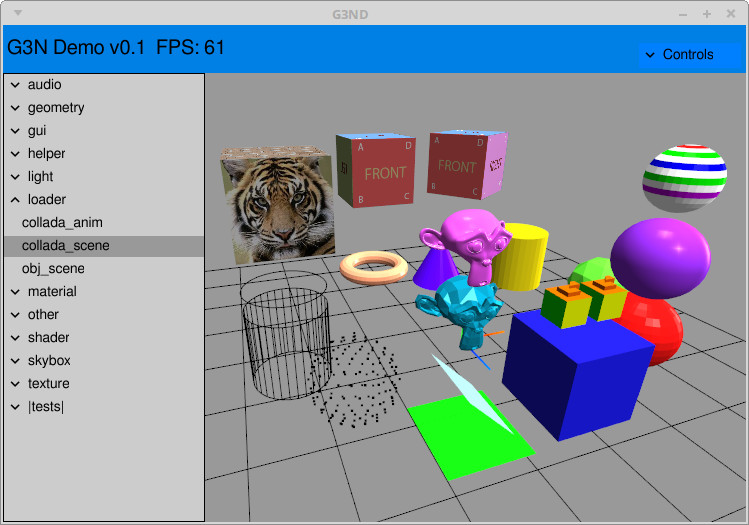 G3ND
G3N Demo v0.1 FPS: 61
Controls
audio
geometry
gui
helper
light
loader
collada_anim
collada_scene
obj_scene
material
other
shader
skybox
texture
|tests|
A D
FRONT
B C
A D
FRONT
B C